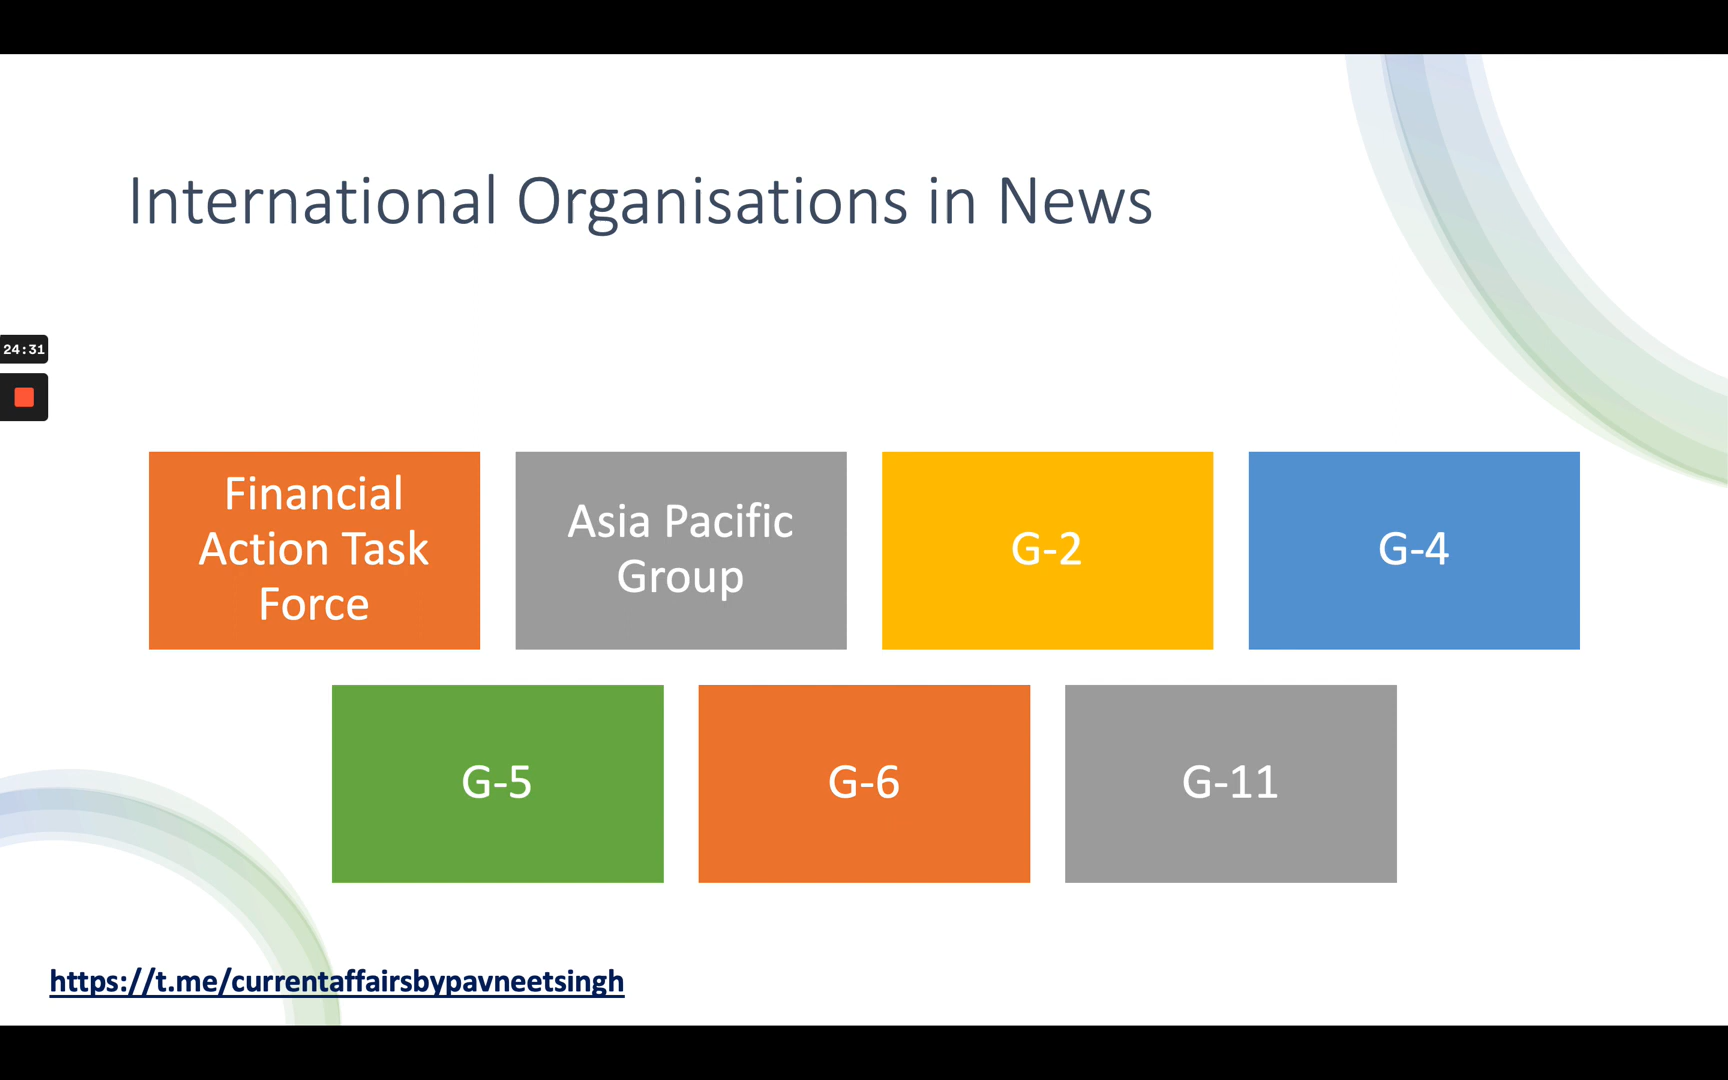 International Organisations in News
24:31
Financial
Action Task
Force
Asia Pacific
Group
G-2
G-4
G-5
G-6
G-11
https://t.me/currentaffairsbypavneetsingh